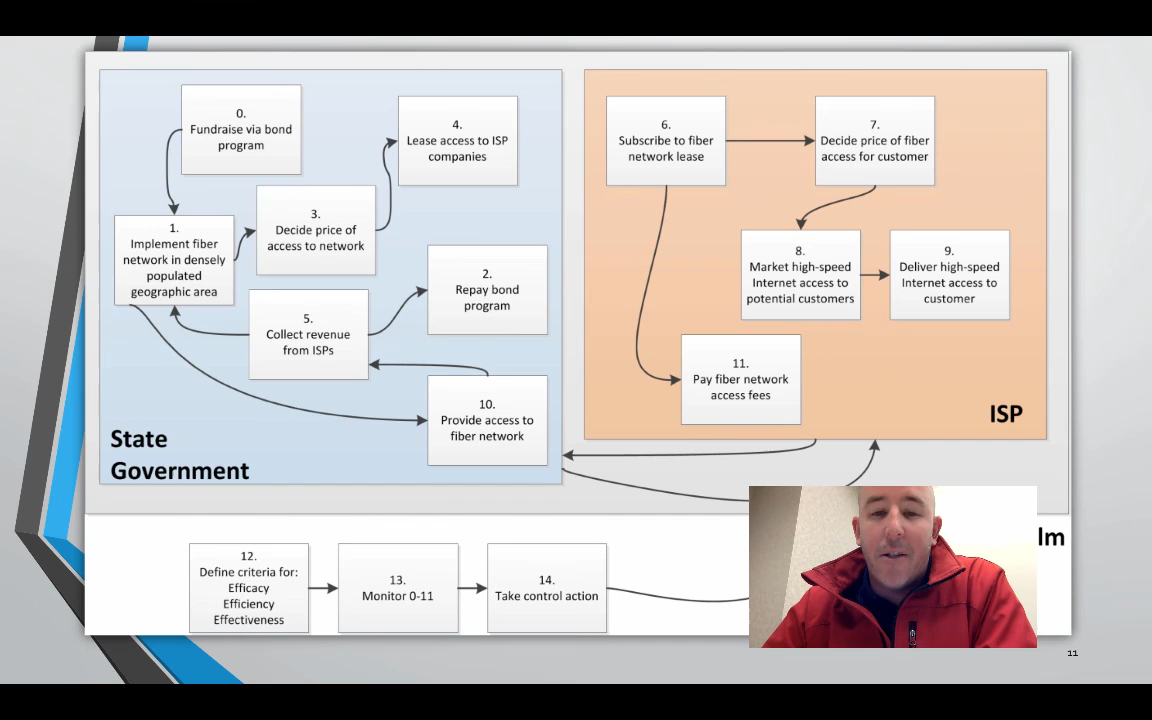 0.
Fundraise via bond
program
4.
Lease access to ISP
companies
3.
Decide price of
access to network
1.
Implement fiber
network in densely
populated
geographic area
2.
Repay bond
program
5.
Collect revenue
from ISPs
10.
Provide access to
fiber network
State
Government
6.
Subscribe to fiber
network lease
7.
Decide price of fiber
access for customer
8.
Market high-speed
Internet access to
potential customers
9.
Deliver high-speed
Internet access to
customer
11.
Pay fiber network
access fees
ISP
12.
Define criteria for:
Efficacy
Efficiency
Effectiveness
13.
Monitor 0-11
14.
Take control action
lm
11